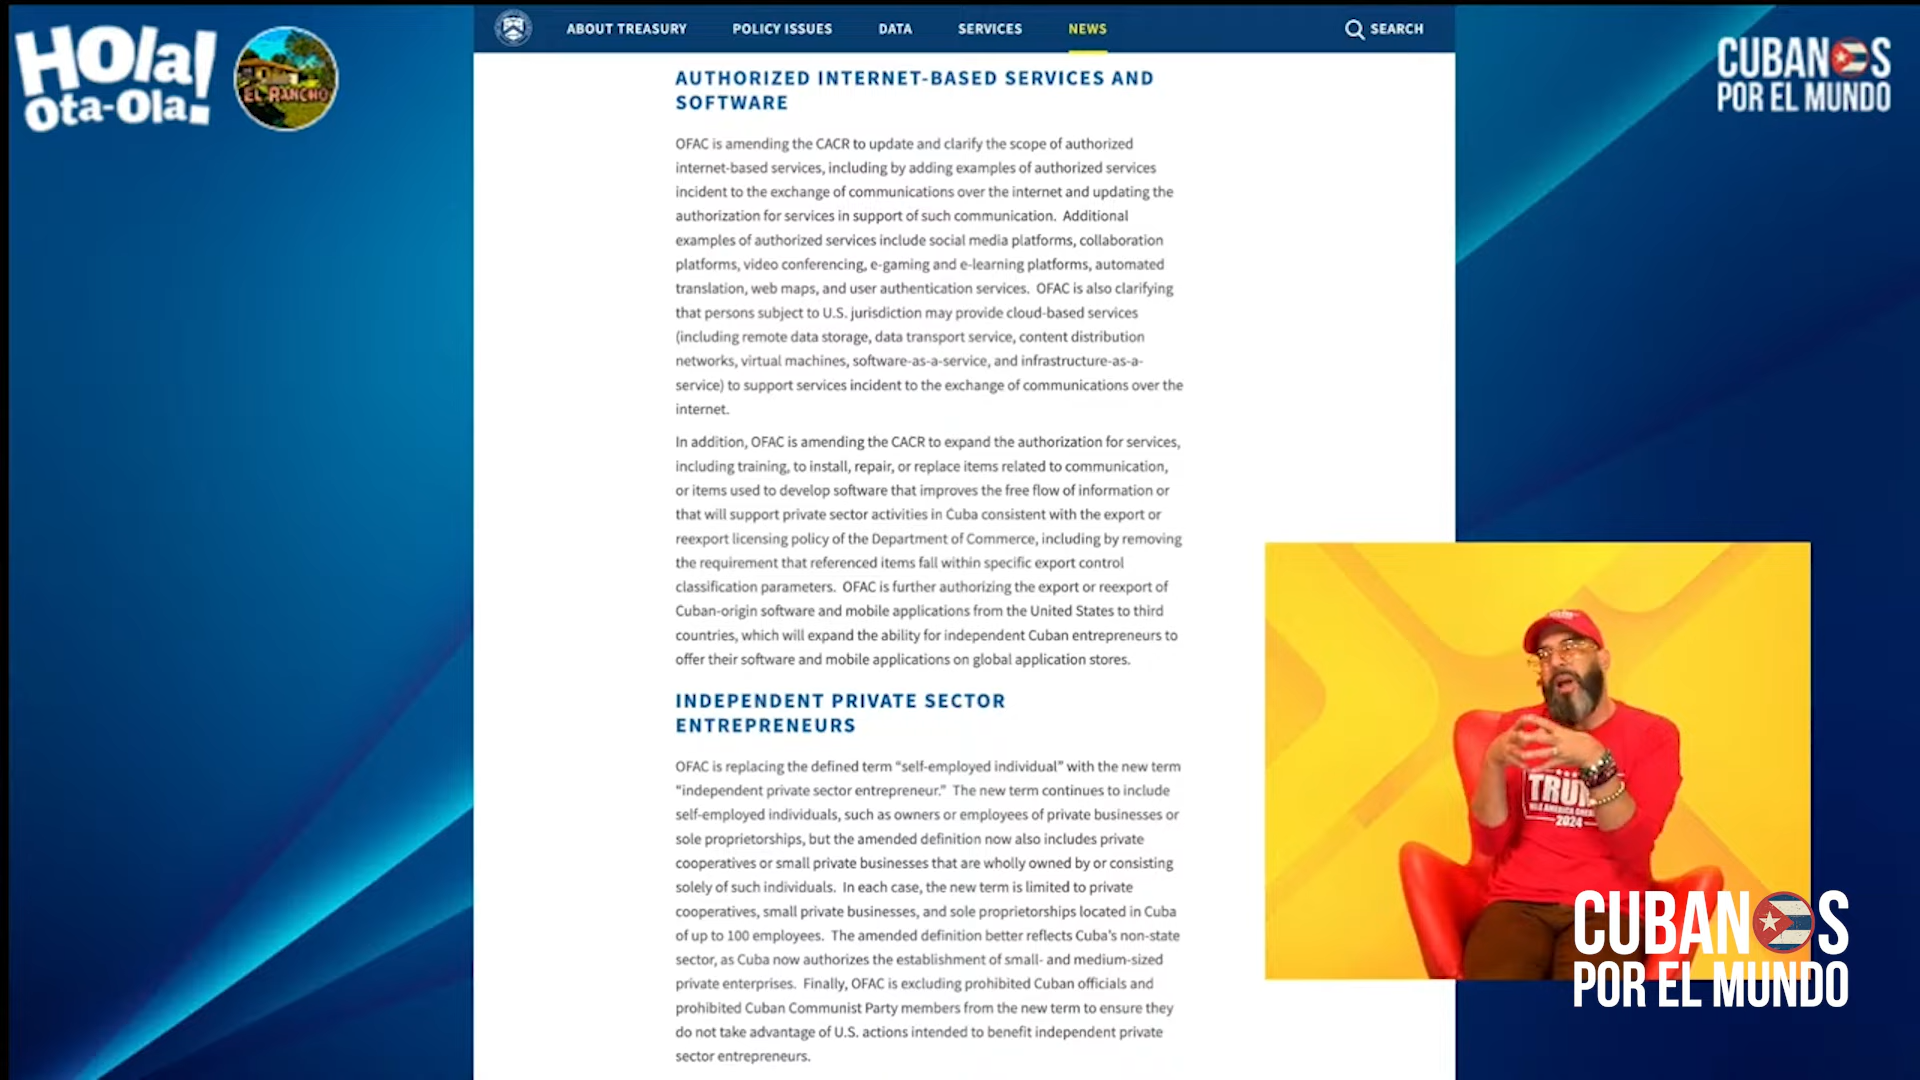 HOla!
Ota-Ola!
EL RANCHO
ABOUT TREASURY POLICY ISSUES DATA SERVICES NEWS SEARCH
CUBANOS
POR EL MUNDO
AUTHORIZED INTERNET-BASED SERVICES AND
SOFTWARE
OFAC is amending the CACR to update and clarify the scope of authorized
internet-based services, including by adding examples of authorized services
incident to the exchange of communications over the internet and updating the
authorization for services in support of such communication. Additional
examples of authorized services include social media platforms, collaboration
platforms, video conferencing, e-gaming and e-learning platforms, automated
translation, web maps, and user authentication services. OFAC is also clarifying
that persons subject to U.S. jurisdiction may provide cloud-based services
(including remote data storage, data transport service, content distribution
networks, virtual machines, software-as-a-service, and infrastructure-as-a-
service) to support services incident to the exchange of communications over the
internet.
In addition, OFAC is amending the CACR to expand the authorization for services,
including training, to install, repair, or replace items related to communication,
or items used to develop software that improves the free flow of information or
that will support private sector activities in Cuba consistent with the export or
reexport licensing policy of the Department of Commerce, including by removing
the requirement that referenced items fall within specific export control
classification parameters. OFAC is further authorizing the export or reexport of
Cuban-origin software and mobile applications from the United States to third
countries, which will expand the ability for independent Cuban entrepreneurs to
offer their software and mobile applications on global application stores.
INDEPENDENT PRIVATE SECTOR
ENTREPRENEURS
OFAC is replacing the defined term “self-employed individual” with the new term
“independent private sector entrepreneur.” The new term continues to include
self-employed individuals, such as owners or employees of private businesses or
sole proprietorships, but the amended definition now also includes private
cooperatives or small private businesses that are wholly owned by or consisting
solely of such individuals. In each case, the new term is limited to private
cooperatives, small private businesses, and sole proprietorships located in Cuba
of up to 100 employees. The amended definition better reflects Cuba’s non-state
sector, as Cuba now authorizes the establishment of small- and medium-sized
private enterprises. Finally, OFAC is excluding prohibited Cuban officials and
prohibited Cuban Communist Party members from the new term to ensure they
do not take advantage of U.S. actions intended to benefit independent private
sector entrepreneurs.
2024
CUBANOS
POR EL MUNDO